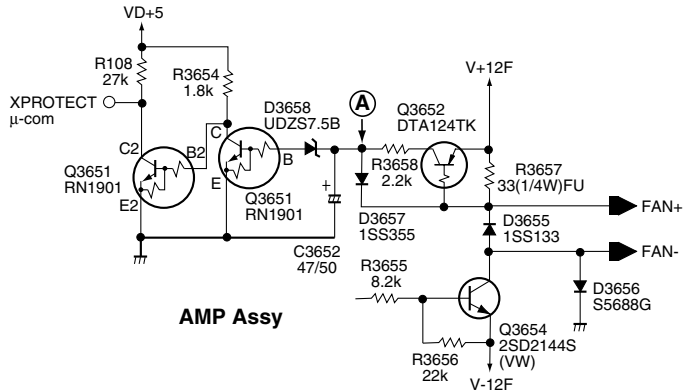 VD+5
R108
27k
R3654
1.8k
XPROTECT
μ-com
D3658
UDZS7.5B
A
Q3652
DTA124TK
V+12F
C2
B2
C
B
E
E2
Q3651
RN1901
Q3651
RN1901
+
C3652
47/50
R3658
2.2k
D3657
1SS355
R3657
33(1/4W)FU
FAN+
D3655
1SS133
FAN-
R3655
8.2k
D3656
S5688G
AMP Assy
R3656
22k
Q3654
2SD2144S
(VW)
V-12F